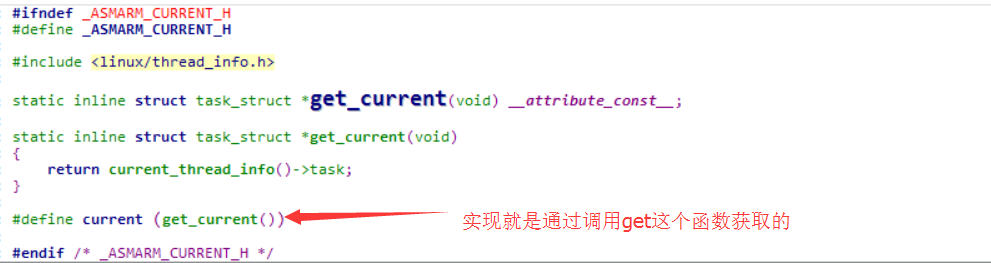 #ifndef _ASMARM_CURRENT_H
#define _ASMARM_CURRENT_H
#include <linux/thread_info.h>
static inline struct task_struct *get_current(void) __attribute_const__;
static inline struct task_struct *get_current(void)
{
    return current_thread_info()->task;
}
#define current (get_current()) 实现就是通过调用get这个函数获取的
#endif /* _ASMARM_CURRENT_H */